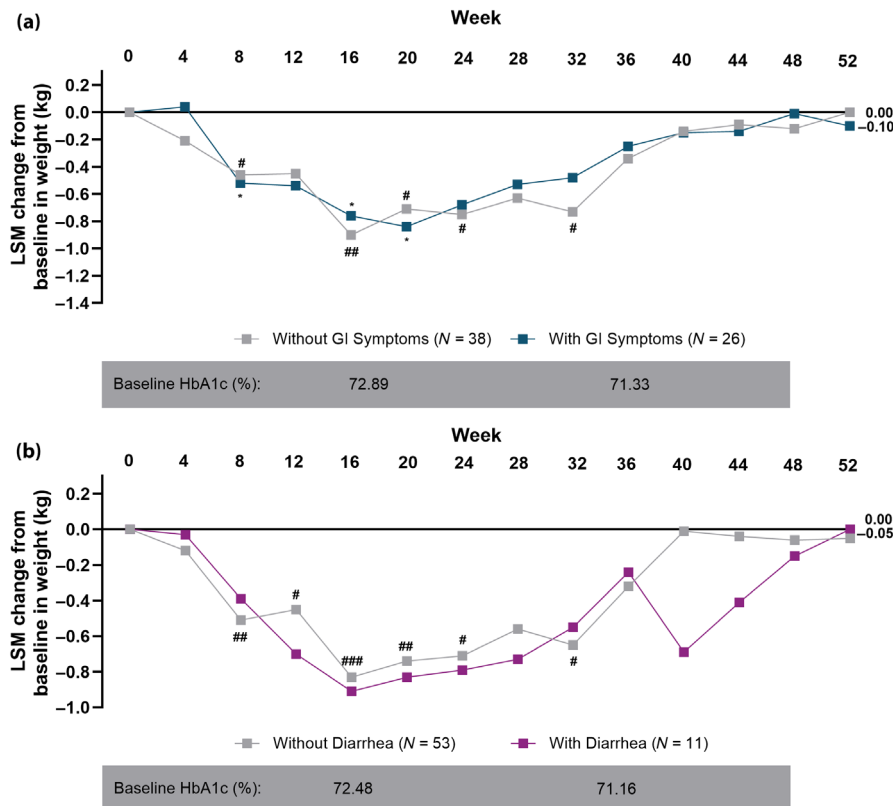 (a)
Week
0 4 8 12 16 20 24 28 32 36 40 44 48 52
LSM change from
baseline in weight (kg)
0.2
0.0
−0.2
−0.4
−0.6
−0.8
−1.0
−1.2
−1.4
# * * ## # * # #
0.00
−0.10
Without GI Symptoms (N = 38) With GI Symptoms (N = 26)
Baseline HbA1c (%): 72.89 71.33
(b)
Week
0 4 8 12 16 20 24 28 32 36 40 44 48 52
LSM change from
baseline in weight (kg)
0.2
0.0
−0.2
−0.4
−0.6
−0.8
−1.0
## # ### ## # #
0.00
−0.05
Without Diarrhea (N = 53) With Diarrhea (N = 11)
Baseline HbA1c (%): 72.48 71.16